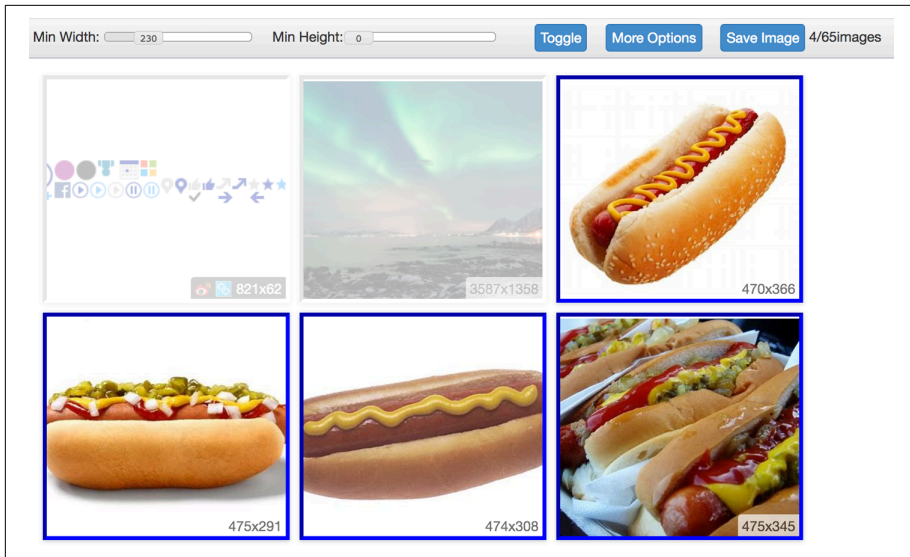 Min Width: 230 Min Height: 0 Toggle More Options Save Image 4/65images
821x62 3587x1358 470x366
475x291 474x308 475x345